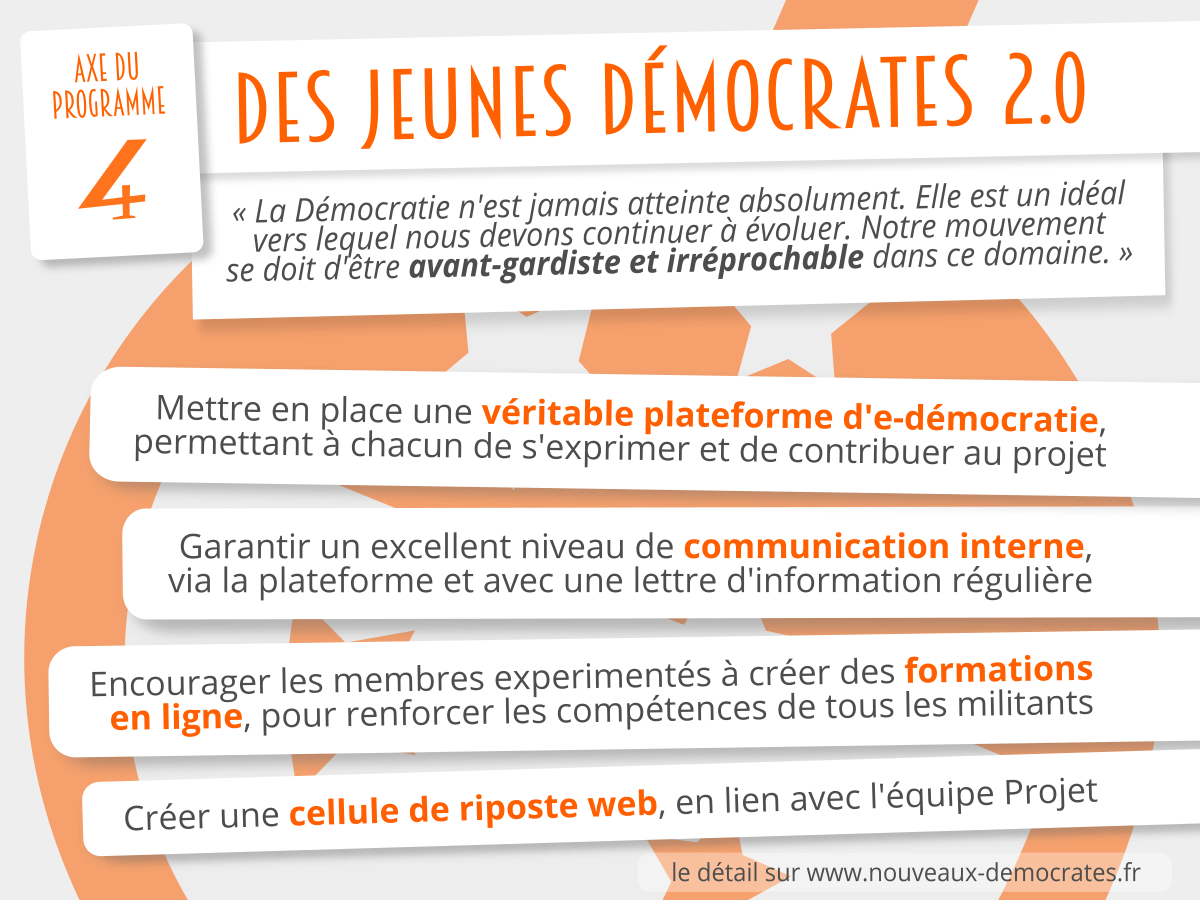 AXE DU
PROGRAMME
4
DES JEUNES DÉMOCRATES 2.0
« La Démocratie n'est jamais atteinte absolument. Elle est un idéal
vers lequel nous devons continuer à évoluer. Notre mouvement
se doit d'être avant-gardiste et irréprochable dans ce domaine. »
Mettre en place une véritable plateforme d'e-démocratie,
permettant à chacun de s'exprimer et de contribuer au projet
Garantir un excellent niveau de communication interne,
via la plateforme et avec une lettre d'information régulière
Encourager les membres experimentés à créer des formations
en ligne, pour renforcer les compétences de tous les militants
Créer une cellule de riposte web, en lien avec l'équipe Projet
le détail sur www.nouveaux-democrates.fr